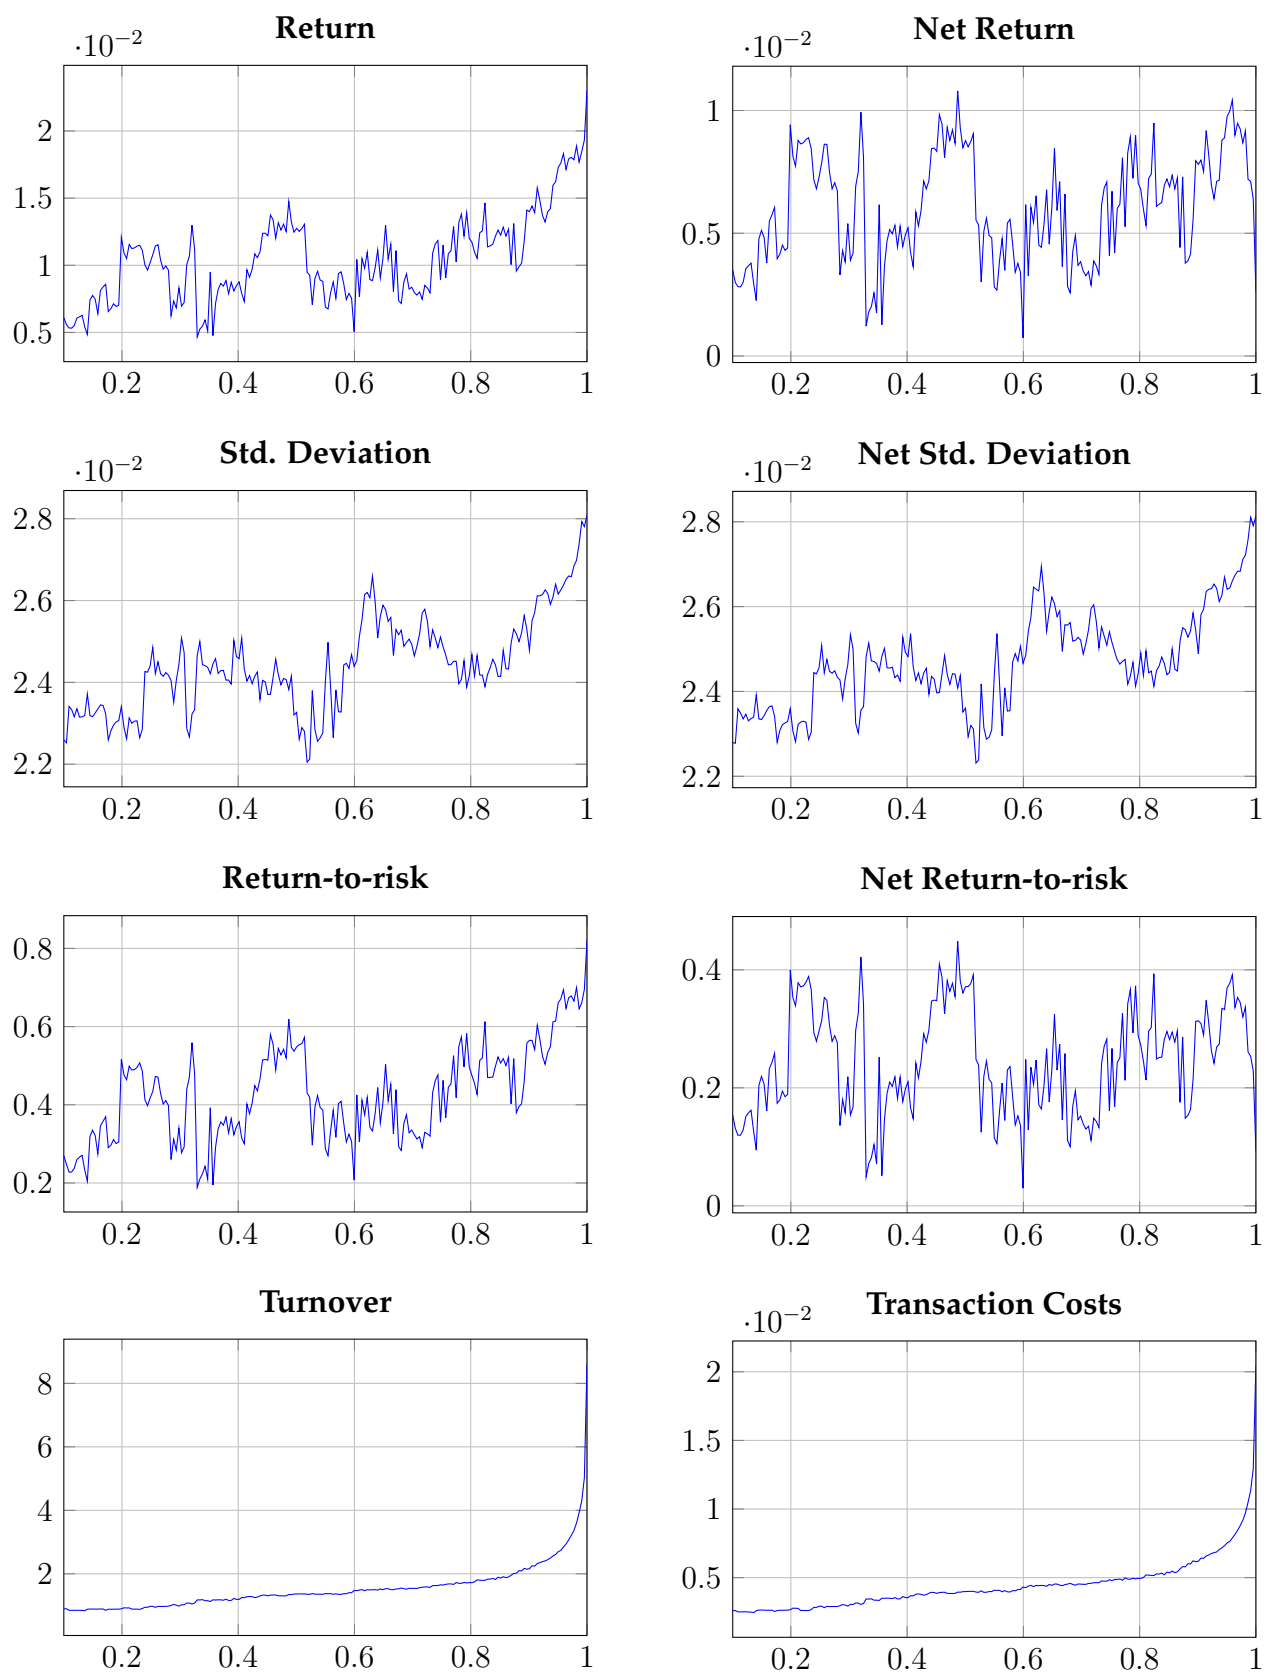 Return
·10−2
2
1.5
1
0.5
0.2 0.4 0.6 0.8 1
Net Return
·10−2
1
0.5
0
0.2 0.4 0.6 0.8 1
Std. Deviation
·10−2
2.8
2.6
2.4
2.2
0.2 0.4 0.6 0.8 1
Net Std. Deviation
·10−2
2.8
2.6
2.4
2.2
0.2 0.4 0.6 0.8 1
Return-to-risk
0.8
0.6
0.4
0.2
0.2 0.4 0.6 0.8 1
Net Return-to-risk
0.4
0.2
0
0.2 0.4 0.6 0.8 1
Turnover
8
6
4
2
0.2 0.4 0.6 0.8 1
Transaction Costs
·10−2
2
1.5
1
0.5
0.2 0.4 0.6 0.8 1